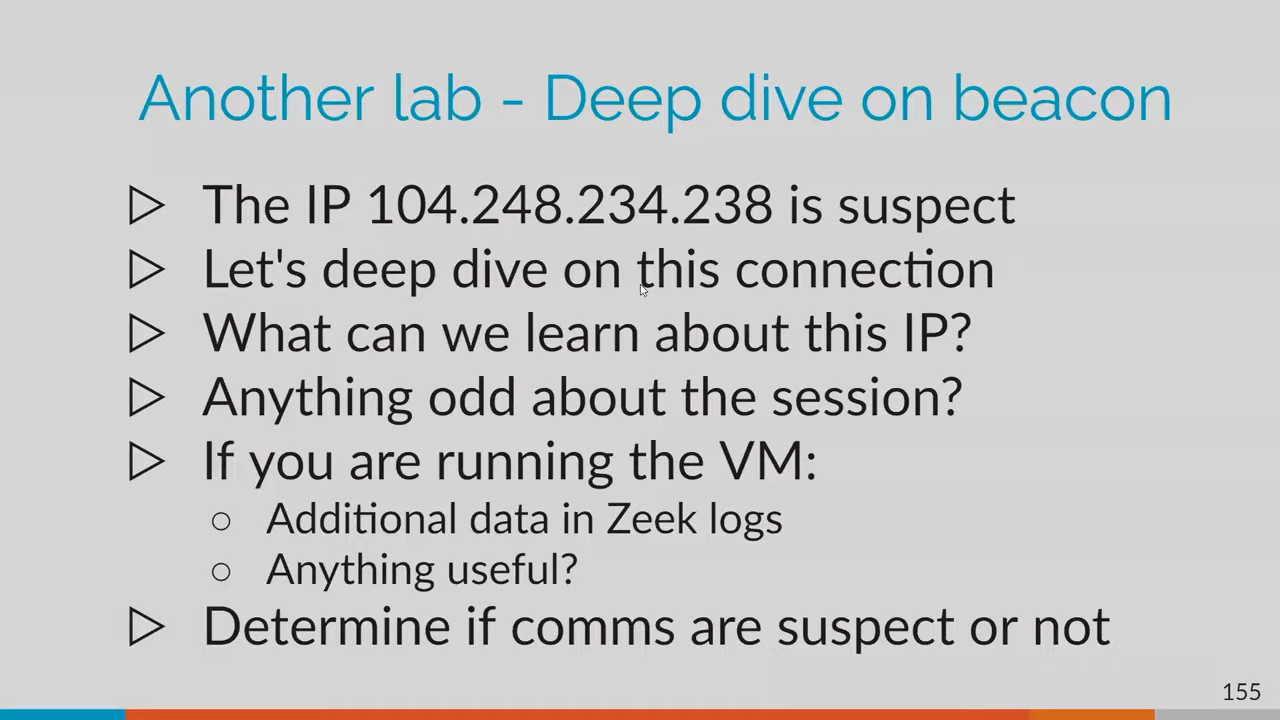 Another lab - Deep dive on beacon
▷ The IP 104.248.234.238 is suspect
▷ Let's deep dive on this connection
▷ What can we learn about this IP?
▷ Anything odd about the session?
▷ If you are running the VM:
○ Additional data in Zeek logs
○ Anything useful?
▷ Determine if comms are suspect or not
155